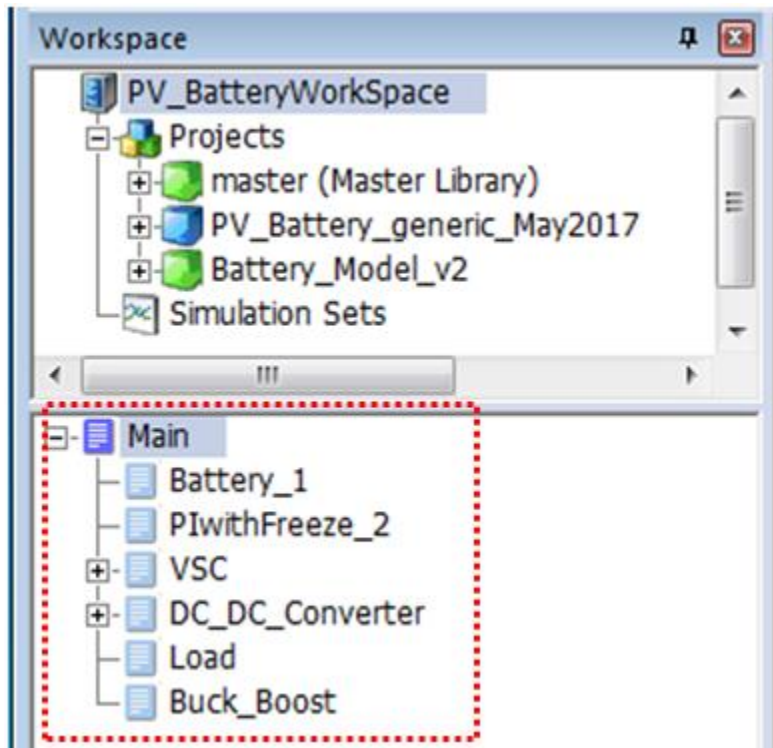 Workspace
PV_BatteryWorkSpace
Projects
master (Master Library)
PV_Battery_generic_May2017
Battery_Model_v2
Simulation Sets
Main
Battery_1
PIwithFreeze_2
VSC
DC_DC_Converter
Load
Buck_Boost